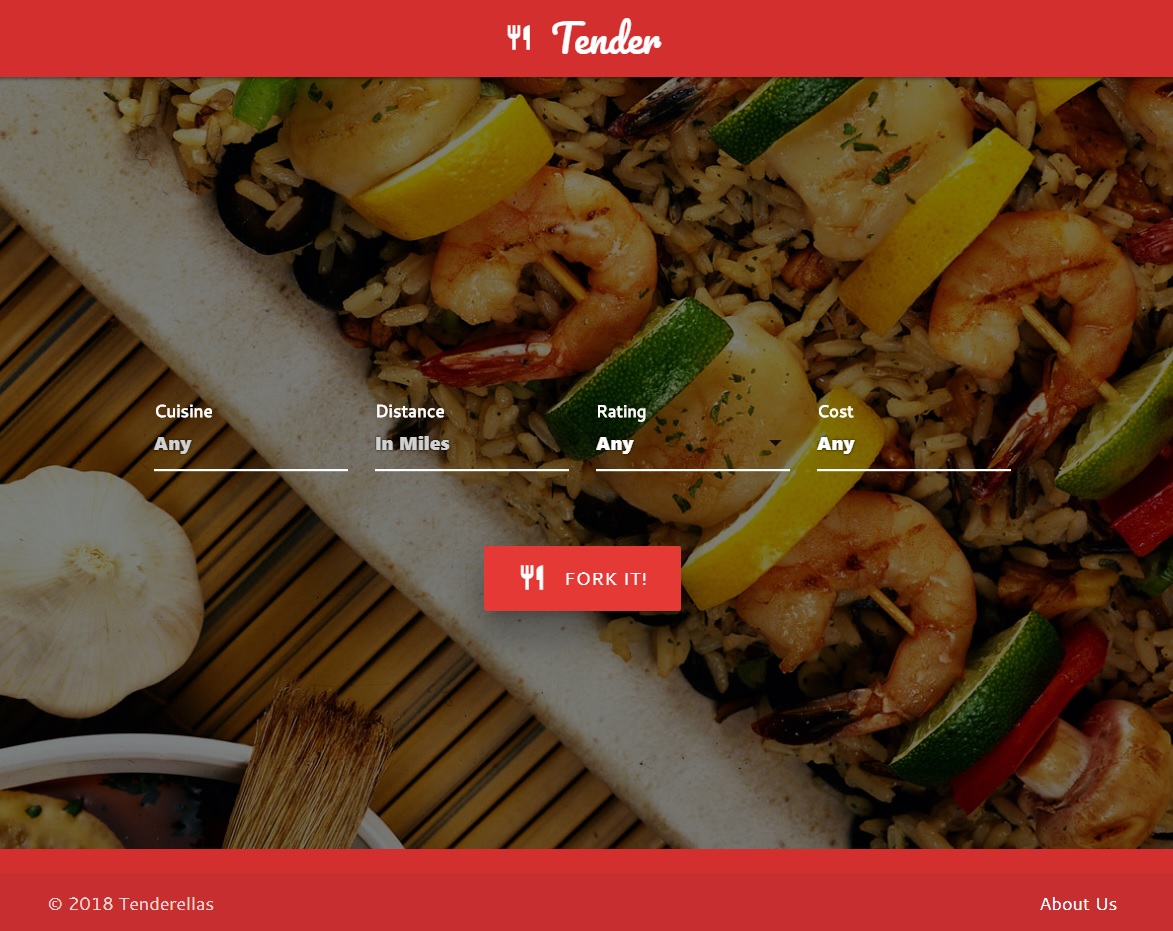 Tender
Cuisine Distance Rating Cost
Any In Miles Any Any
FORK IT!
© 2018 Tenderellas About Us